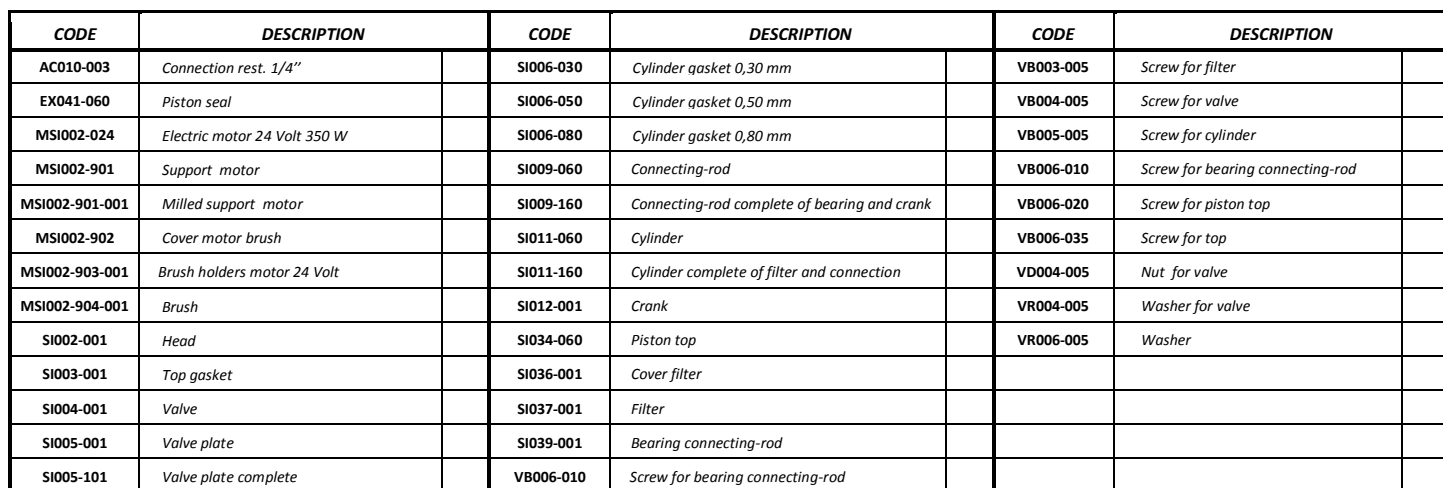 CODE DESCRIPTION CODE DESCRIPTION CODE DESCRIPTION
AC010-003 Connection rest. 1/4’’ SI006-030 Cylinder gasket 0,30 mm VB003-005 Screw for filter
EX041-060 Piston seal SI006-050 Cylinder gasket 0,50 mm VB004-005 Screw for valve
MSI002-024 Electric motor 24 Volt 350 W SI006-080 Cylinder gasket 0,80 mm VB005-005 Screw for cylinder
MSI002-901 Support motor SI009-060 Connecting-rod VB006-010 Screw for bearing connecting-rod
MSI002-901-001 Milled support motor SI009-160 Connecting-rod complete of bearing and crank VB006-020 Screw for piston top
MSI002-902 Cover motor brush SI011-060 Cylinder VB006-035 Screw for top
MSI002-903-001 Brush holders motor 24 Volt SI011-160 Cylinder complete of filter and connection VD004-005 Nut for valve
MSI002-904-001 Brush SI012-001 Crank VR004-005 Washer for valve
SI002-001 Head SI034-060 Piston top VR006-005 Washer
SI003-001 Top gasket SI036-001 Cover filter
SI004-001 Valve SI037-001 Filter
SI005-001 Valve plate SI039-001 Bearing connecting-rod
SI005-101 Valve plate complete VB006-010 Screw for bearing connecting-rod